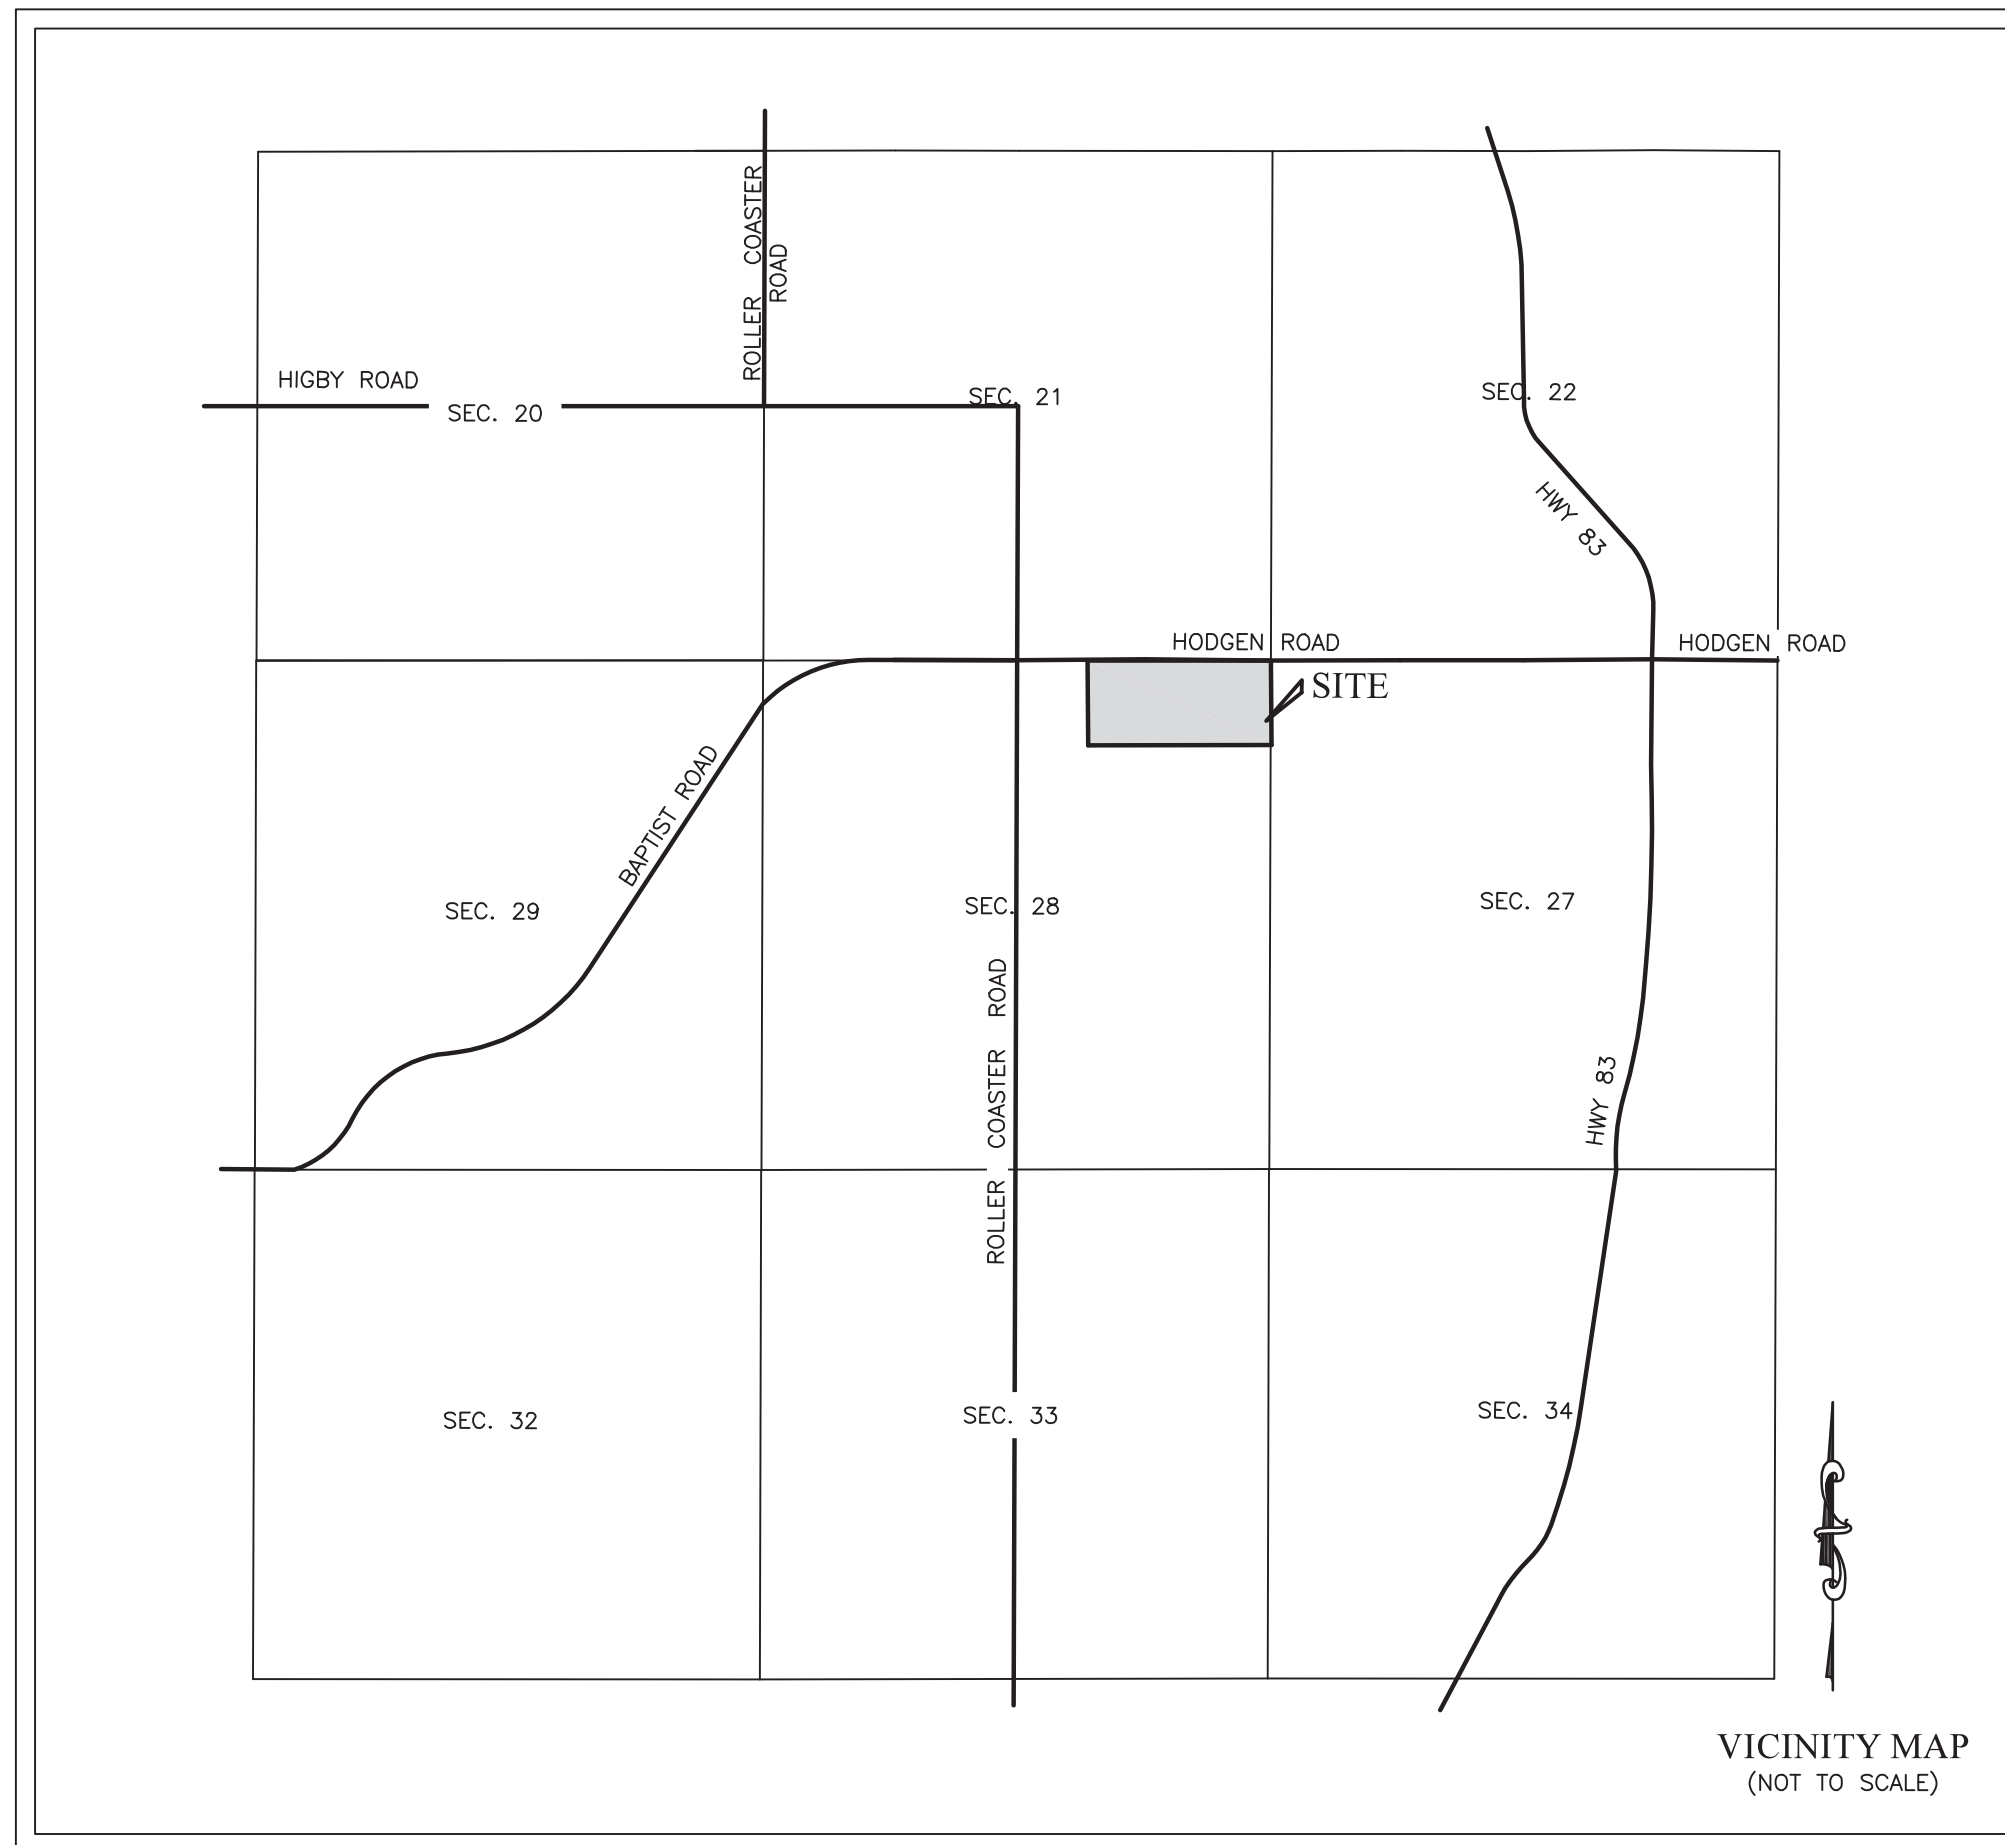 ROLLER COASTER
ROAD
HIGBY ROAD
SEC. 20
SEC. 21
SEC. 22
HWY 83
HODGEN ROAD
HODGEN ROAD
SITE
BAPTIST ROAD
SEC. 29
SEC. 28
SEC. 27
ROLLER COASTER ROAD
HWY 83
SEC. 32
SEC. 33
SEC. 34
VICINITY MAP
(NOT TO SCALE)